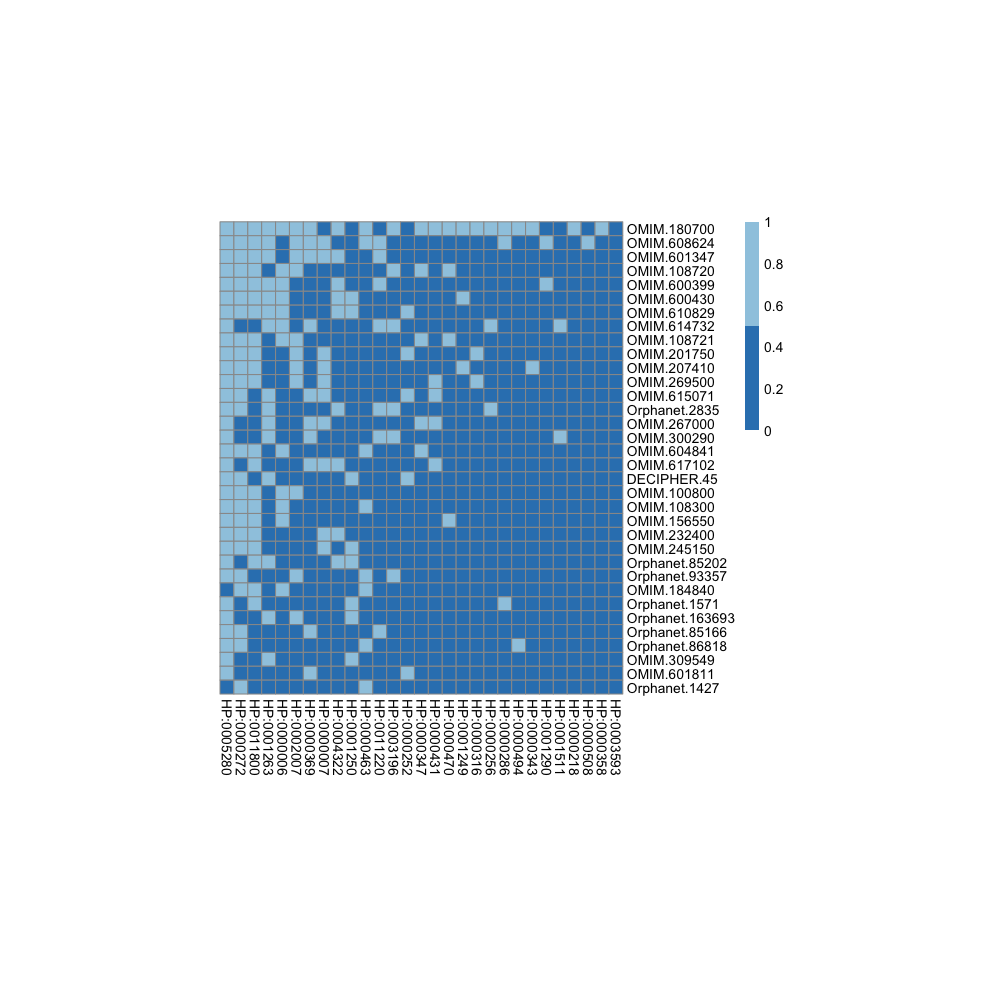 OMIM.180700
OMIM.608624
OMIM.601347
OMIM.108720
OMIM.600399
OMIM.600430
OMIM.610829
OMIM.614732
OMIM.108721
OMIM.201750
OMIM.207410
OMIM.269500
OMIM.615071
Orphanet.2835
OMIM.267000
OMIM.300290
OMIM.604841
OMIM.617102
DECIPHER.45
OMIM.100800
OMIM.108300
OMIM.156550
OMIM.232400
OMIM.245150
Orphanet.85202
Orphanet.93357
OMIM.184840
Orphanet.1571
Orphanet.163693
Orphanet.85166
Orphanet.86818
OMIM.309549
OMIM.601811
Orphanet.1427
1
0.8
0.6
0.4
0.2
0
HP:0005280
HP:0000272
HP:0011800
HP:0001263
HP:0000006
HP:0002007
HP:0000369
HP:0000007
HP:0004322
HP:0001250
HP:0000463
HP:0011220
HP:0003196
HP:0000252
HP:0000347
HP:0000431
HP:0000470
HP:0001249
HP:0000316
HP:0000256
HP:0000286
HP:0000494
HP:0000343
HP:0001290
HP:0001511
HP:0000218
HP:0000508
HP:0000358
HP:0003593